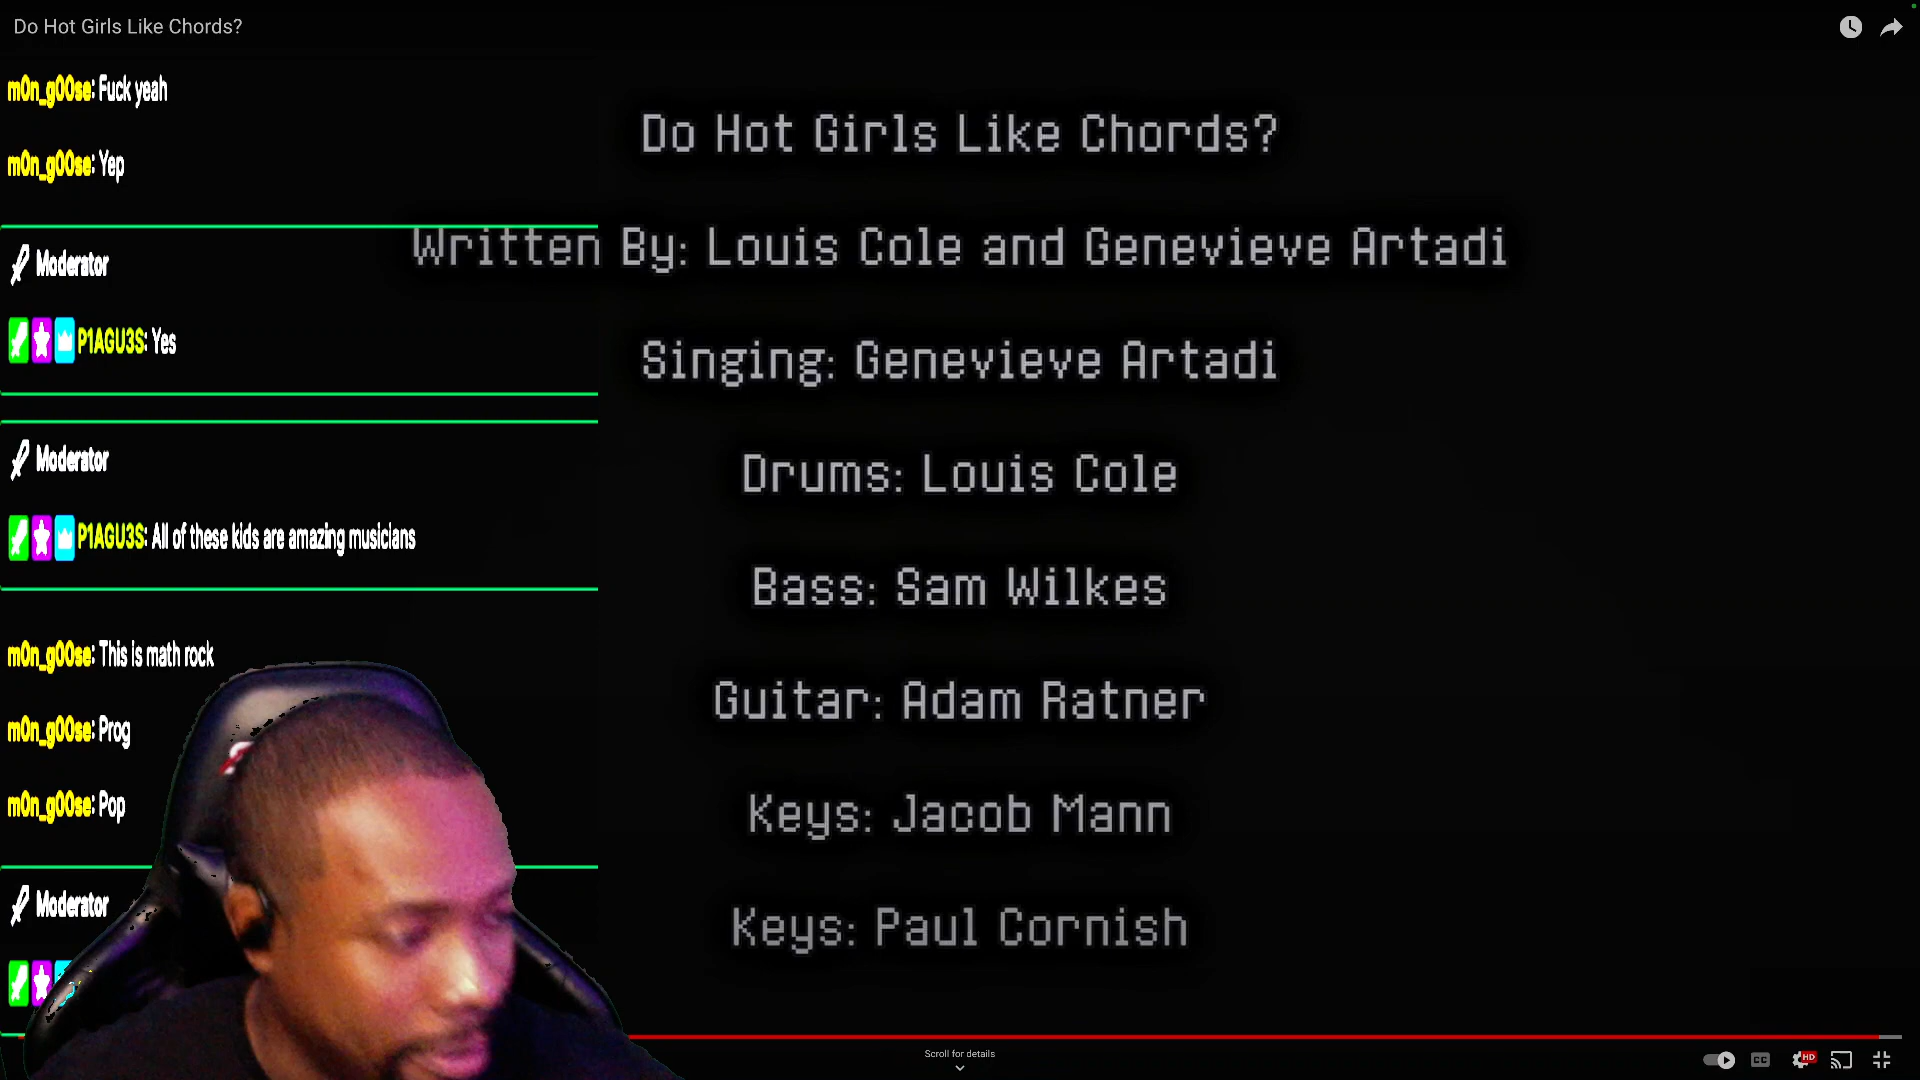 Do Hot Girls Like Chords?
m0n_g00se: Fuck yeah
m0n_g00se: Yep
Moderator
P1AGU3S: Yes
Moderator
P1AGU3S: All of these kids are amazing musicians
m0n_g00se: This is math rock
m0n_g00se: Prog
m0n_g00se: Pop
Moderator
Do Hot Girls Like Chords?
Written By: Louis Cole and Genevieve Artadi
Singing: Genevieve Artadi
Drums: Louis Cole
Bass: Sam Wilkes
Guitar: Adam Ratner
Keys: Jacob Mann
Keys: Paul Cornish
Scroll for details
CC
HD